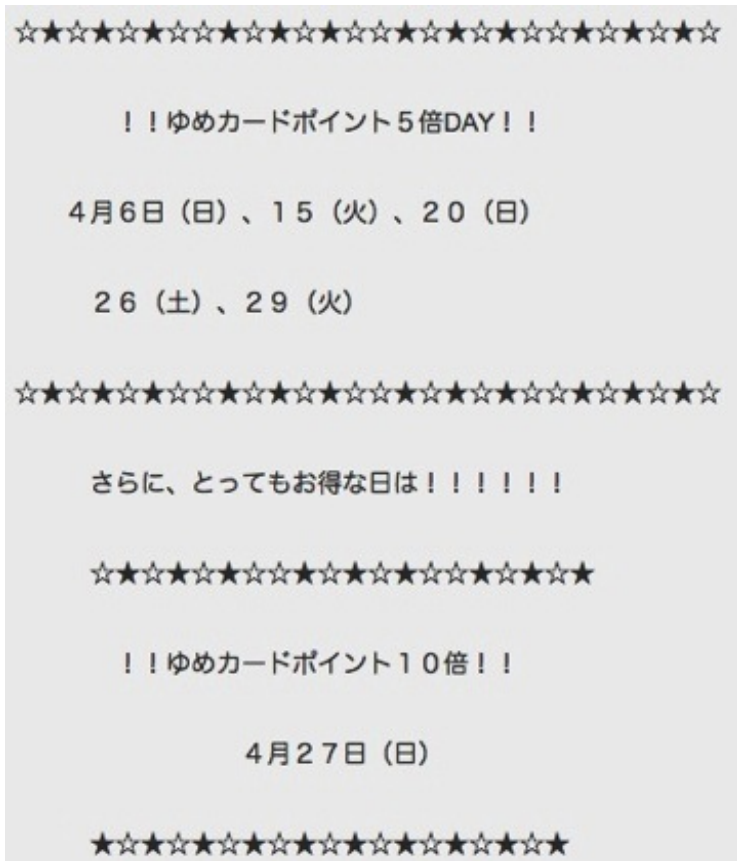 ☆★☆★☆★☆☆★☆★☆★☆☆★☆★☆★☆☆★☆★☆★☆
！！ゆめカードポイント５倍DAY！！
４月６日（日）、１５（火）、２０（日）
２６（土）、２９（火）
☆★☆★☆★☆☆★☆★☆★☆☆★☆★☆★☆☆★☆★☆★☆
さらに、とってもお得な日は！！！！！！
☆★☆★☆★☆☆★☆★☆★☆☆★☆★☆★
！！ゆめカードポイント１０倍！！
４月２７日（日）
★☆★☆★☆★☆★☆★☆★☆★☆★☆★